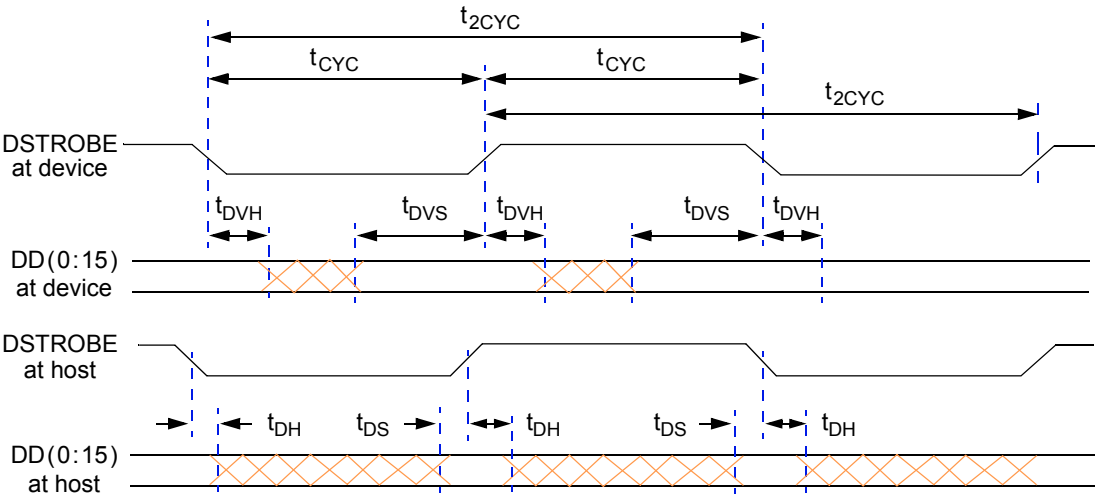 t2CYC
tCYC tCYC
t2CYC
DSTROBE
at device
tDVH tDVS tDVH tDVS tDVH
DD(0:15)
at device
DSTROBE
at host
tDH tDS tDH tDS tDH
DD(0:15)
at host